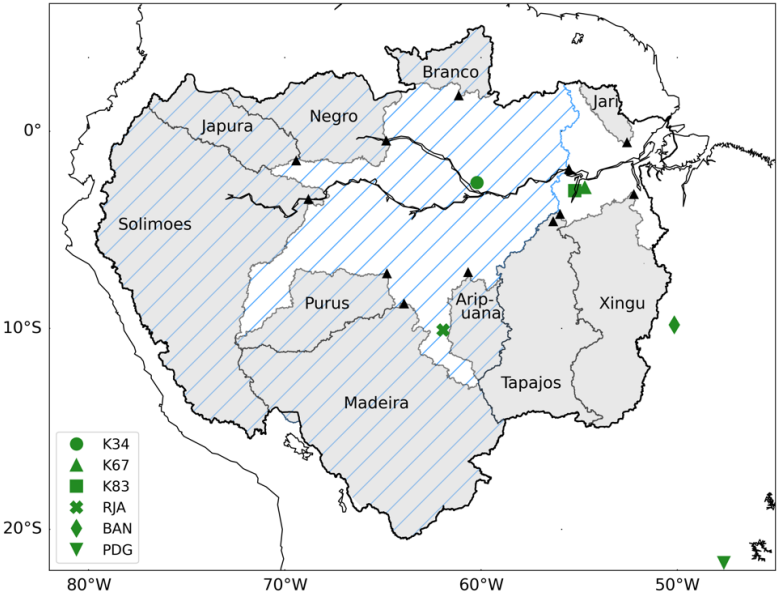 Branco
Jari
Negro
Japura
0°
Solimoes
Purus
Arip-
uana
Xingu
10°S
Tapajos
Madeira
K34
K67
K83
RJA
BAN
PDG
20°S
80°W
70°W
60°W
50°W